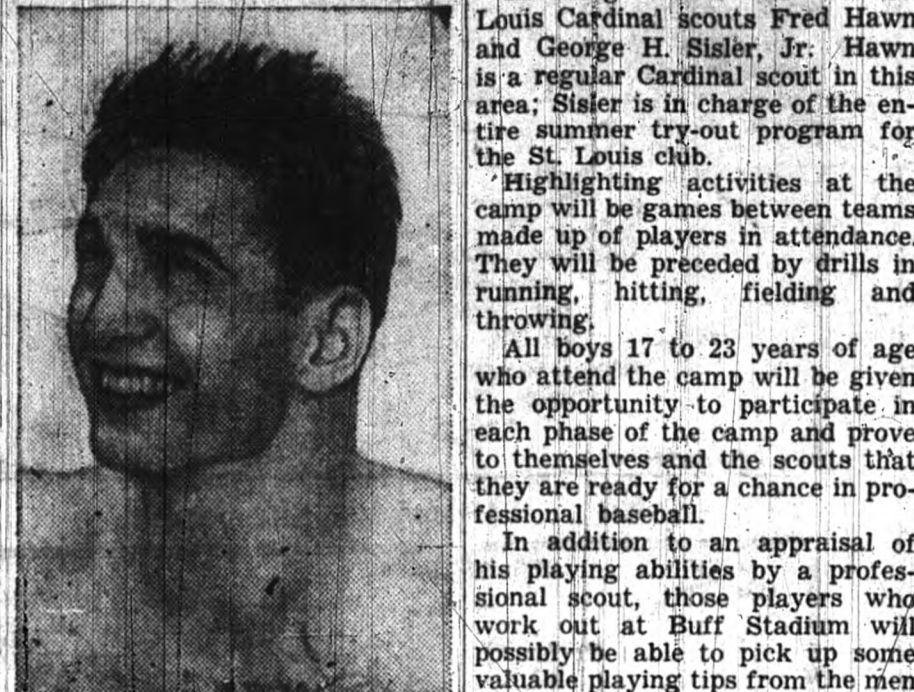 Louis Cardinal scouts Fred Hawn
and George H. Sisler, Jr. Hawn
is a regular Cardinal scout in this
area; Sisler is in charge of the en-
tire summer try-out program for
the St. Louis club.
Highlighting activities at the
camp will be games between teams
made up of players in attendance.
They will be preceded by drills in
running, hitting, fielding and
throwing.
All boys 17 to 23 years of age
who attend the camp will be given
the opportunity to participate in
each phase of the camp and prove
to themselves and the scouts that
they are ready for a chance in pro-
fessional baseball.
In addition to an appraisal of
his playing abilities by a profes-
sional scout, those players who
work out at Buff Stadium will
possibly be able to pick up some
valuable playing tips from the men